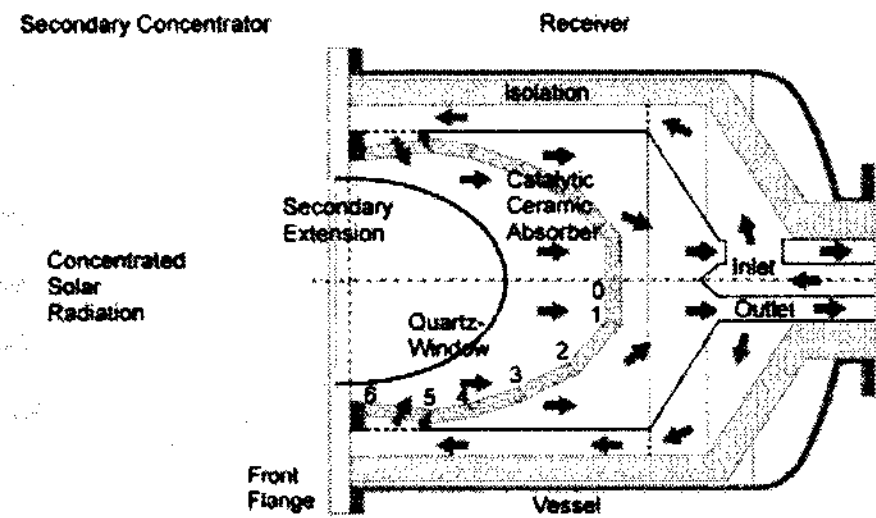 Secondary Concentrator
Receiver
Isolation
Catalytic
Ceramic
Absorber
Secondary
Extension
Concentrated
Solar
Radiation
Inlet
Outlet
0
1
Quartz-
Window
2
3
4
5
6
Front
Flange
Vessel